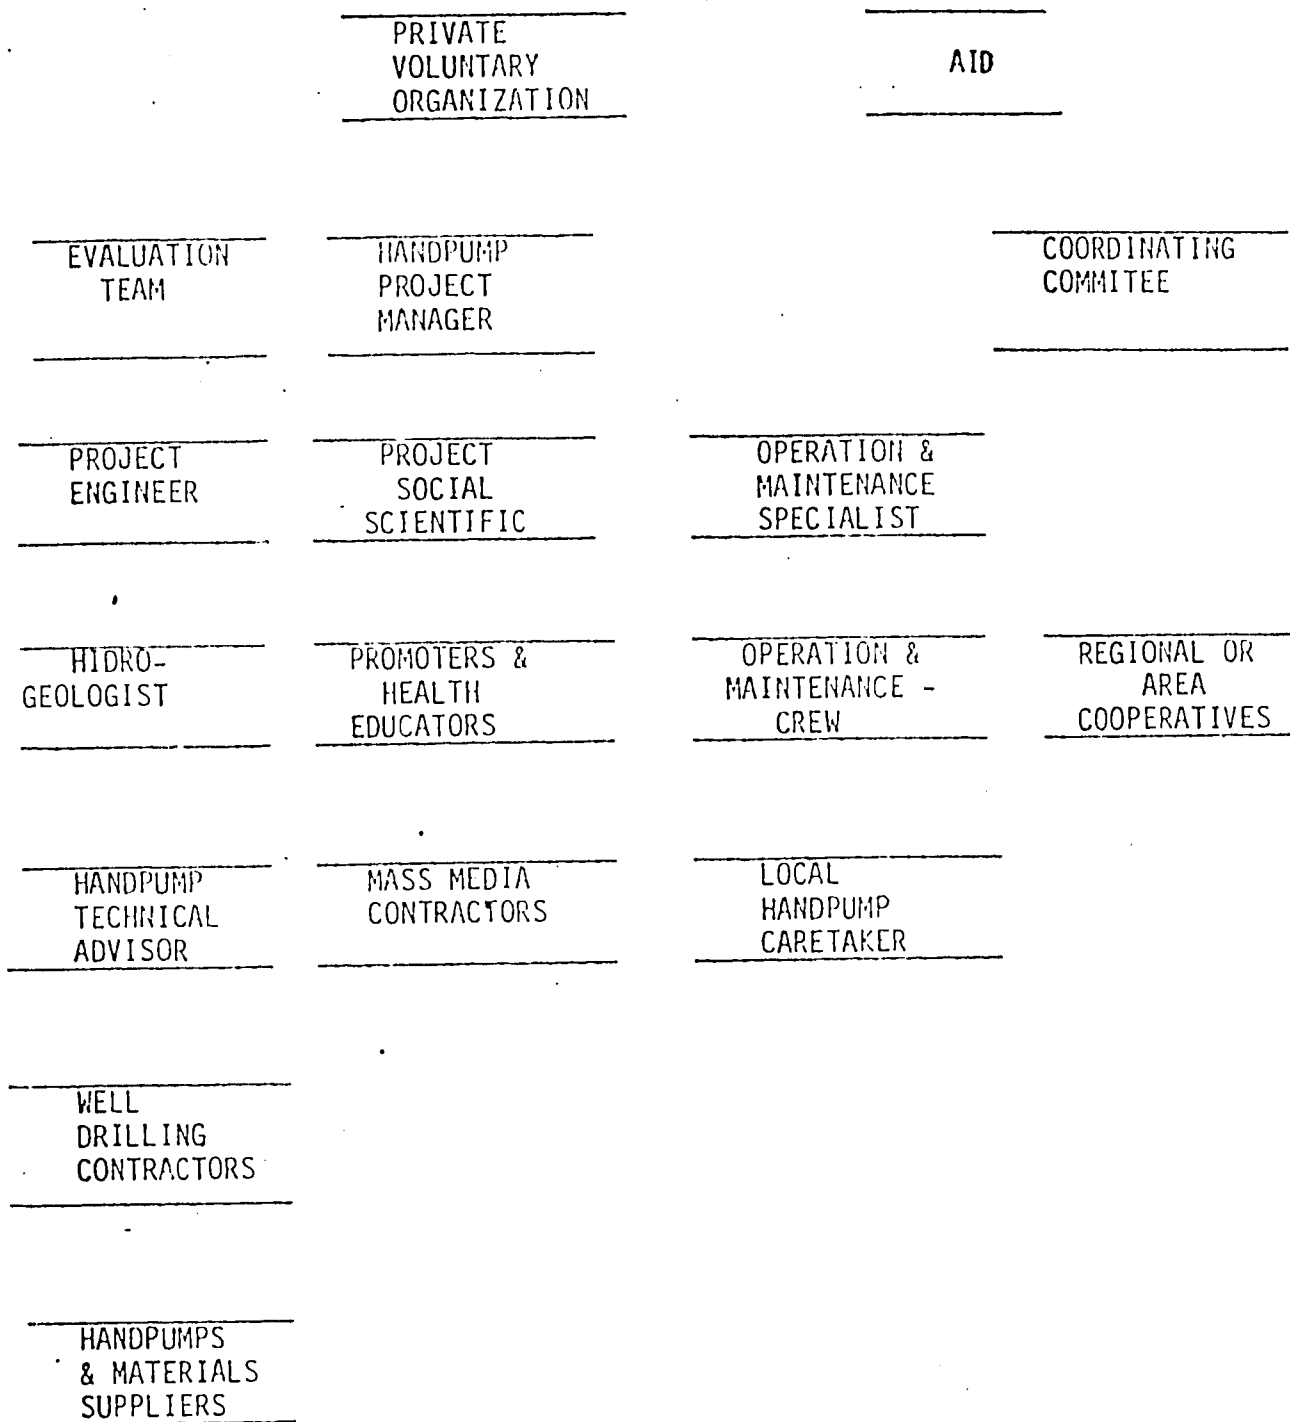 PRIVATE
VOLUNTARY
ORGANIZATION
AID
EVALUATION
TEAM
HANDPUMP
PROJECT
MANAGER
COORDINATING
COMMITEE
PROJECT
ENGINEER
PROJECT
SOCIAL
SCIENTIFIC
OPERATION &
MAINTENANCE
SPECIALIST
HIDRO-
GEOLOGIST
PROMOTERS &
HEALTH
EDUCATORS
OPERATION &
MAINTENANCE -
CREW
REGIONAL OR
AREA
COOPERATIVES
HANDPUMP
TECHNICAL
ADVISOR
MASS MEDIA
CONTRACTORS
LOCAL
HANDPUMP
CARETAKER
WELL
DRILLING
CONTRACTORS
HANDPUMPS
& MATERIALS
SUPPLIERS